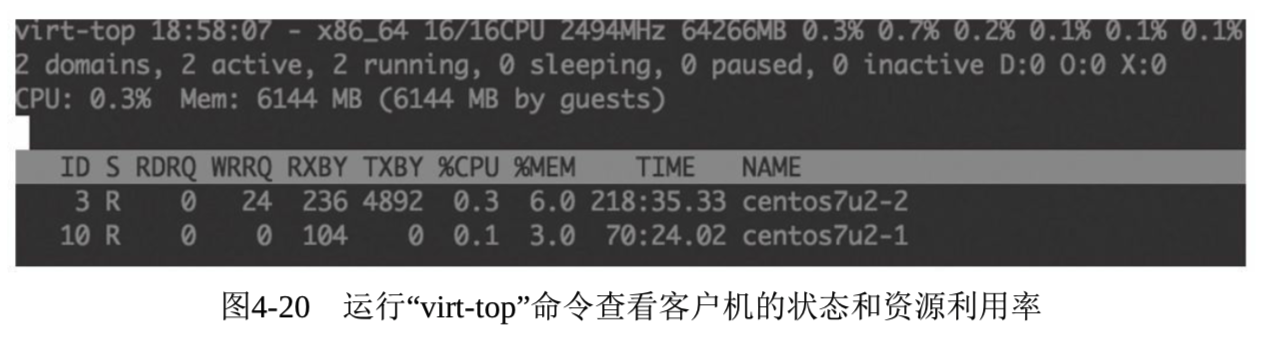 virt-top 18:58:07 - x86_64 16/16CPU 2494MHz 64266MB 0.3% 0.7% 0.2% 0.1% 0.1% 0.1%
2 domains, 2 active, 2 running, 0 sleeping, 0 paused, 0 inactive D:0 O:0 X:0
CPU: 0.3%  Mem: 6144 MB (6144 MB by guests)
ID S RDRQ WRRQ RXBY TXBY %CPU %MEM TIME NAME
3 R 0 24 236 4892 0.3 6.0 218:35.33 centos7u2-2
10 R 0 0 104 0 0.1 3.0 70:24.02 centos7u2-1
图4-20 运行“virt-top”命令查看客户机的状态和资源利用率